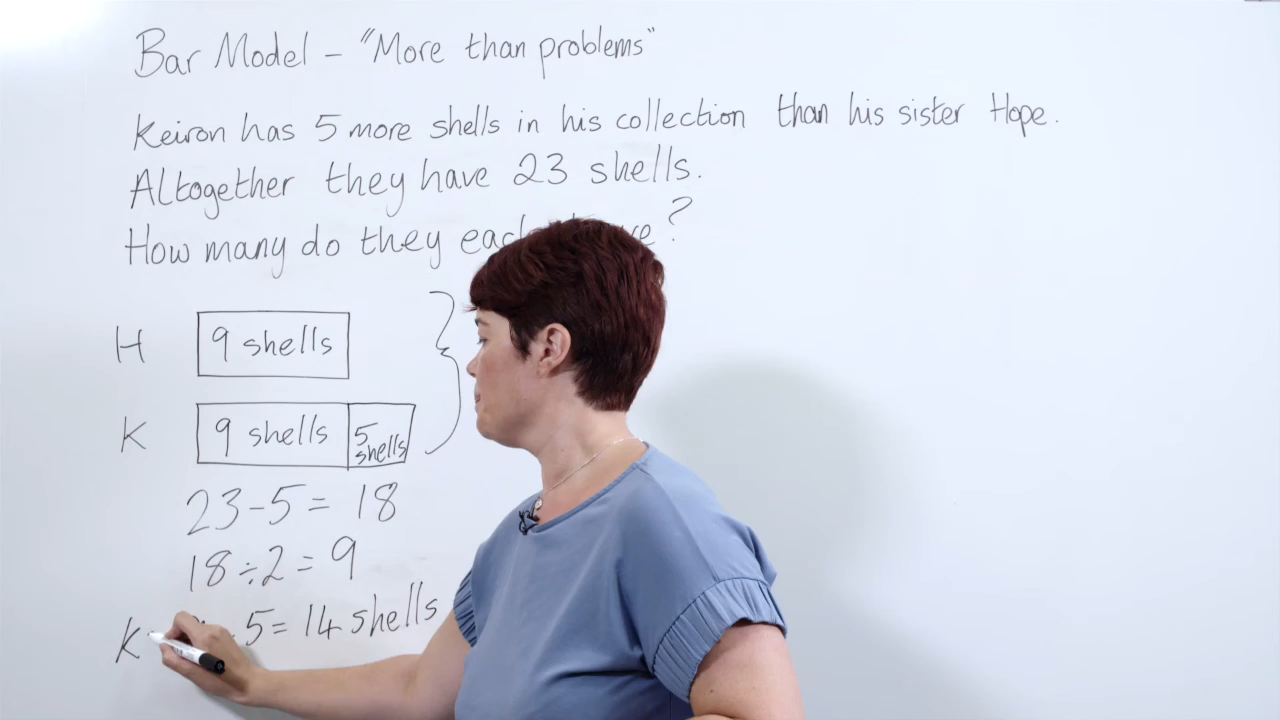 Bar Model – "More than problems"
Keiron has 5 more shells in his collection than his sister Hope.
Altogether they have 23 shells.
How many do they each ?
H 9 shells
K 9 shells 5 shells
23-5= 18
18÷2=9
K 5= 14 shells